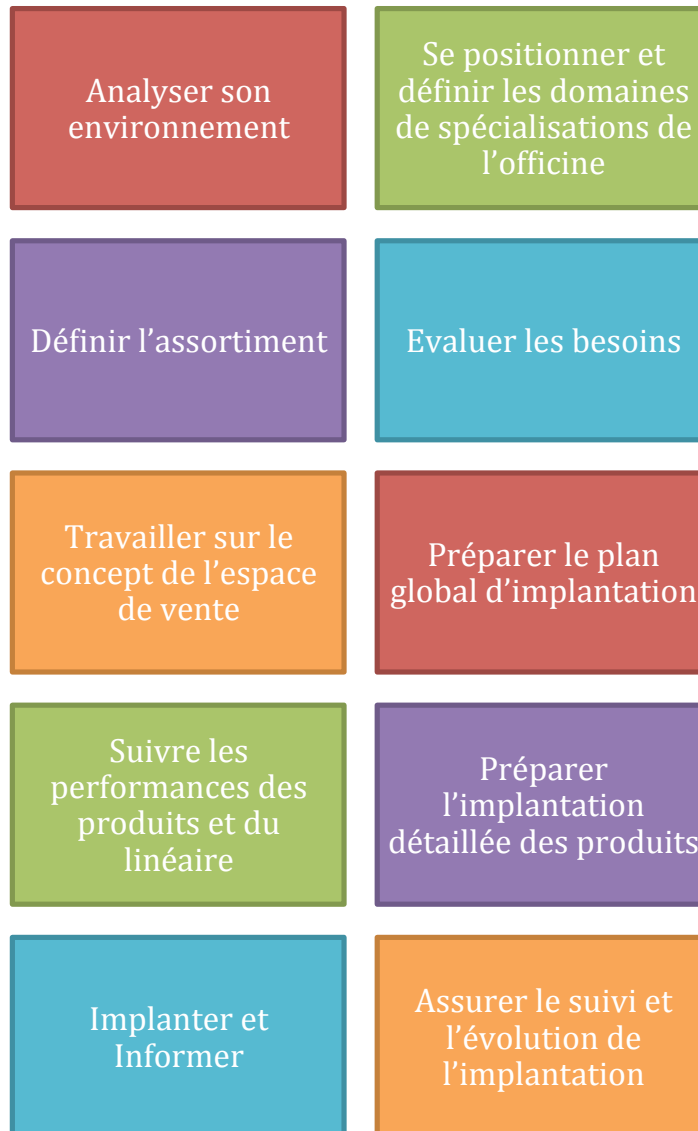 Analyser son
environnement
Se positionner et
définir les domaines
de spécialisations de
l’officine
Définir l’assortiment
Evaluer les besoins
Travailler sur le
concept de l’espace
de vente
Préparer le plan
global d’implantation
Suivre les
performances des
produits et du
linéaire
Préparer
l’implantation
détaillée des produits
Implanter et
Informer
Assurer le suivi et
l’évolution de
l’implantation